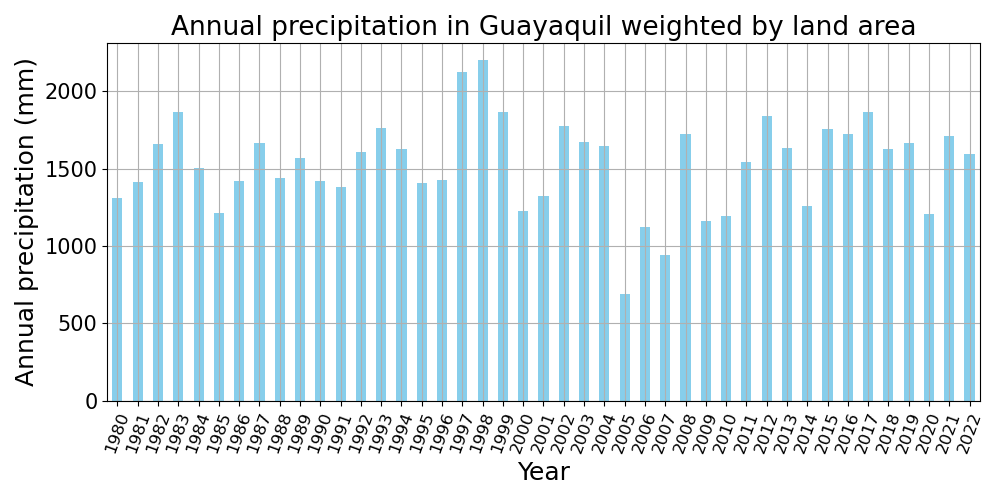 Annual precipitation in Guayaquil weighted by land area
Annual precipitation (mm)
2000
1500
1000
500
0
1980 1981 1982 1983 1984 1985 1986 1987 1988 1989 1990 1991 1992 1993 1994 1995 1996 1997 1998 1999 2000 2001 2002 2003 2004 2005 2006 2007 2008 2009 2010 2011 2012 2013 2014 2015 2016 2017 2018 2019 2020 2021 2022
Year